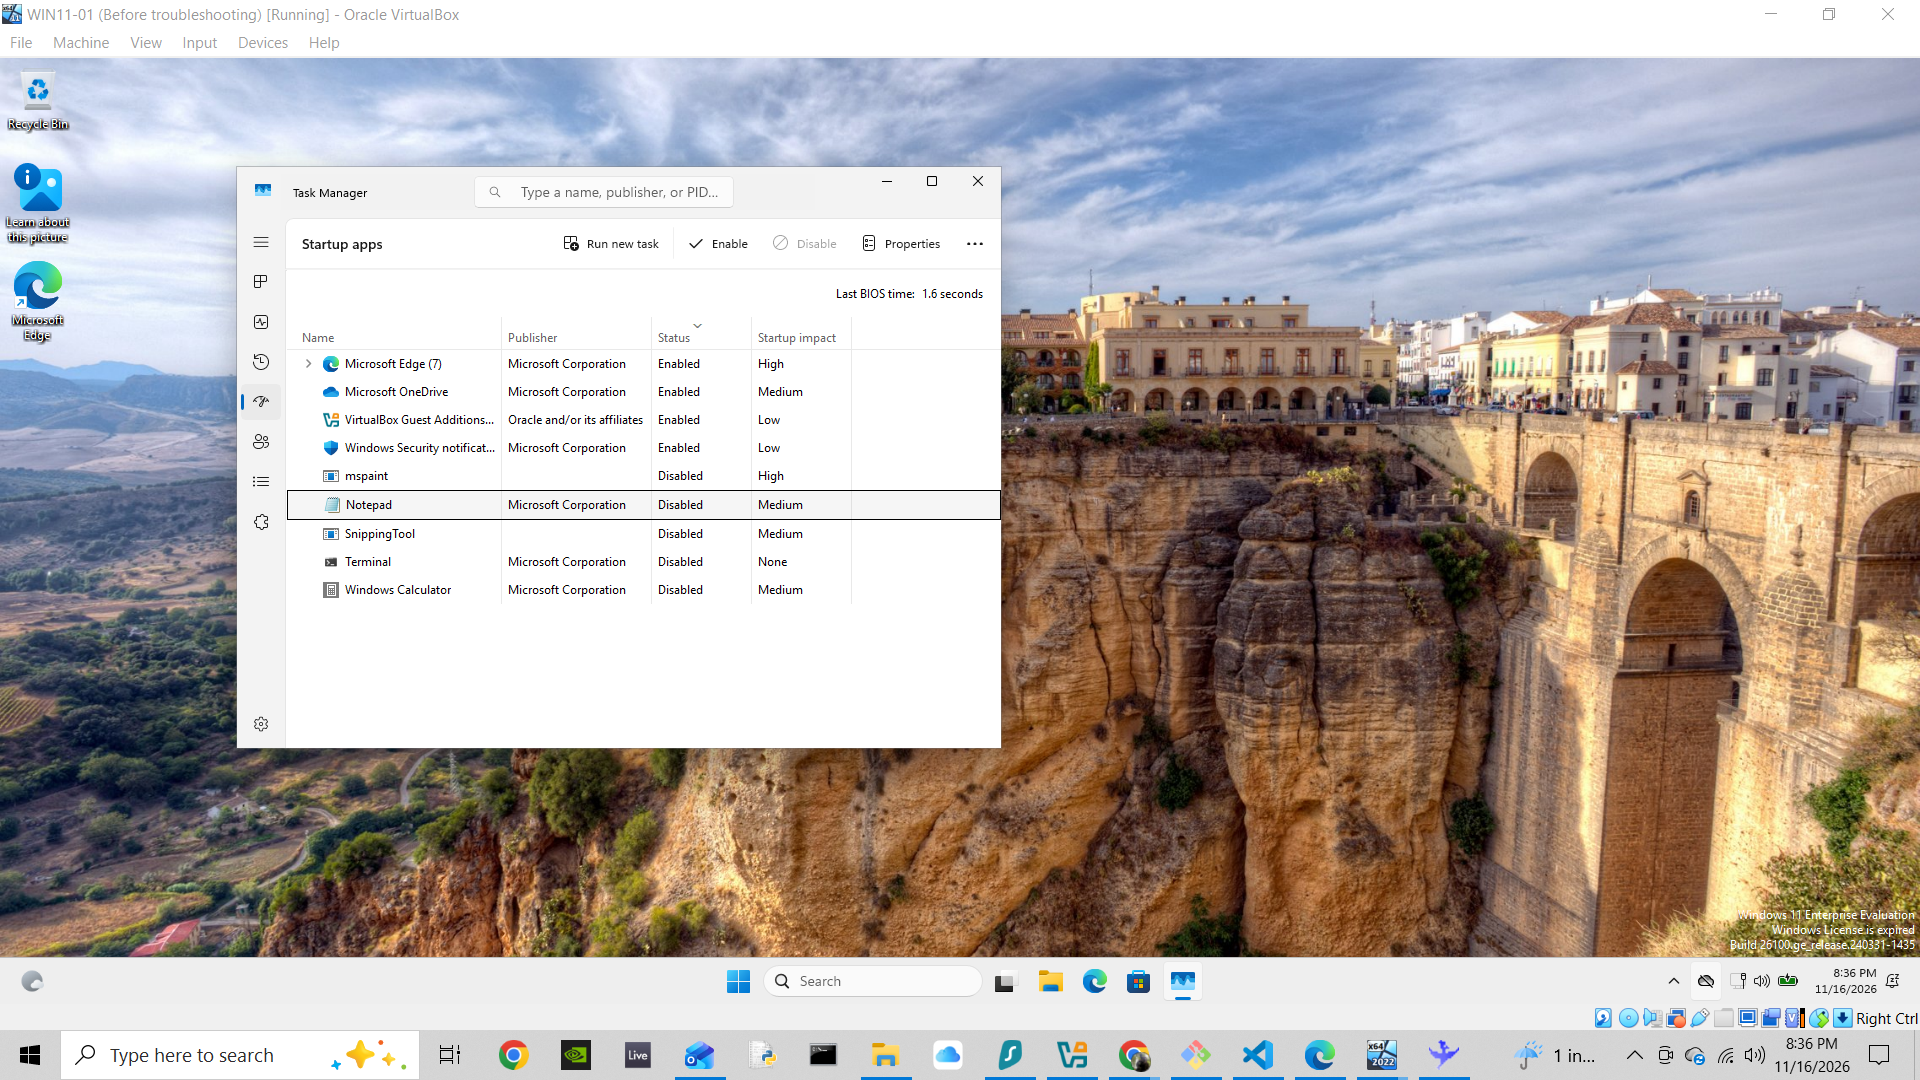 WIN11-01 (Before troubleshooting) [Running] - Oracle VirtualBox
File Machine View Input Devices Help
Recycle Bin
Learn about
this picture
Microsoft
Edge
Task Manager
Type a name, publisher, or PID...
Startup apps
Run new task
Enable
Disable
Properties
Last BIOS time: 1.6 seconds
Name Publisher Status Startup impact
Microsoft Edge (7) Microsoft Corporation Enabled High
Microsoft OneDrive Microsoft Corporation Enabled Medium
VirtualBox Guest Additions... Oracle and/or its affiliates Enabled Low
Windows Security notificat... Microsoft Corporation Enabled Low
mspaint Disabled High
Notepad Microsoft Corporation Disabled Medium
SnippingTool Disabled Medium
Terminal Microsoft Corporation Disabled None
Windows Calculator Microsoft Corporation Disabled Medium
Windows 11 Enterprise Evaluation
Windows License is expired
Build 26100.ge_release.240331-1435
Search
8:36 PM
11/16/2026
Right Ctrl
Type here to search
Live
X64
2022
1 in...
8:36 PM
11/16/2026